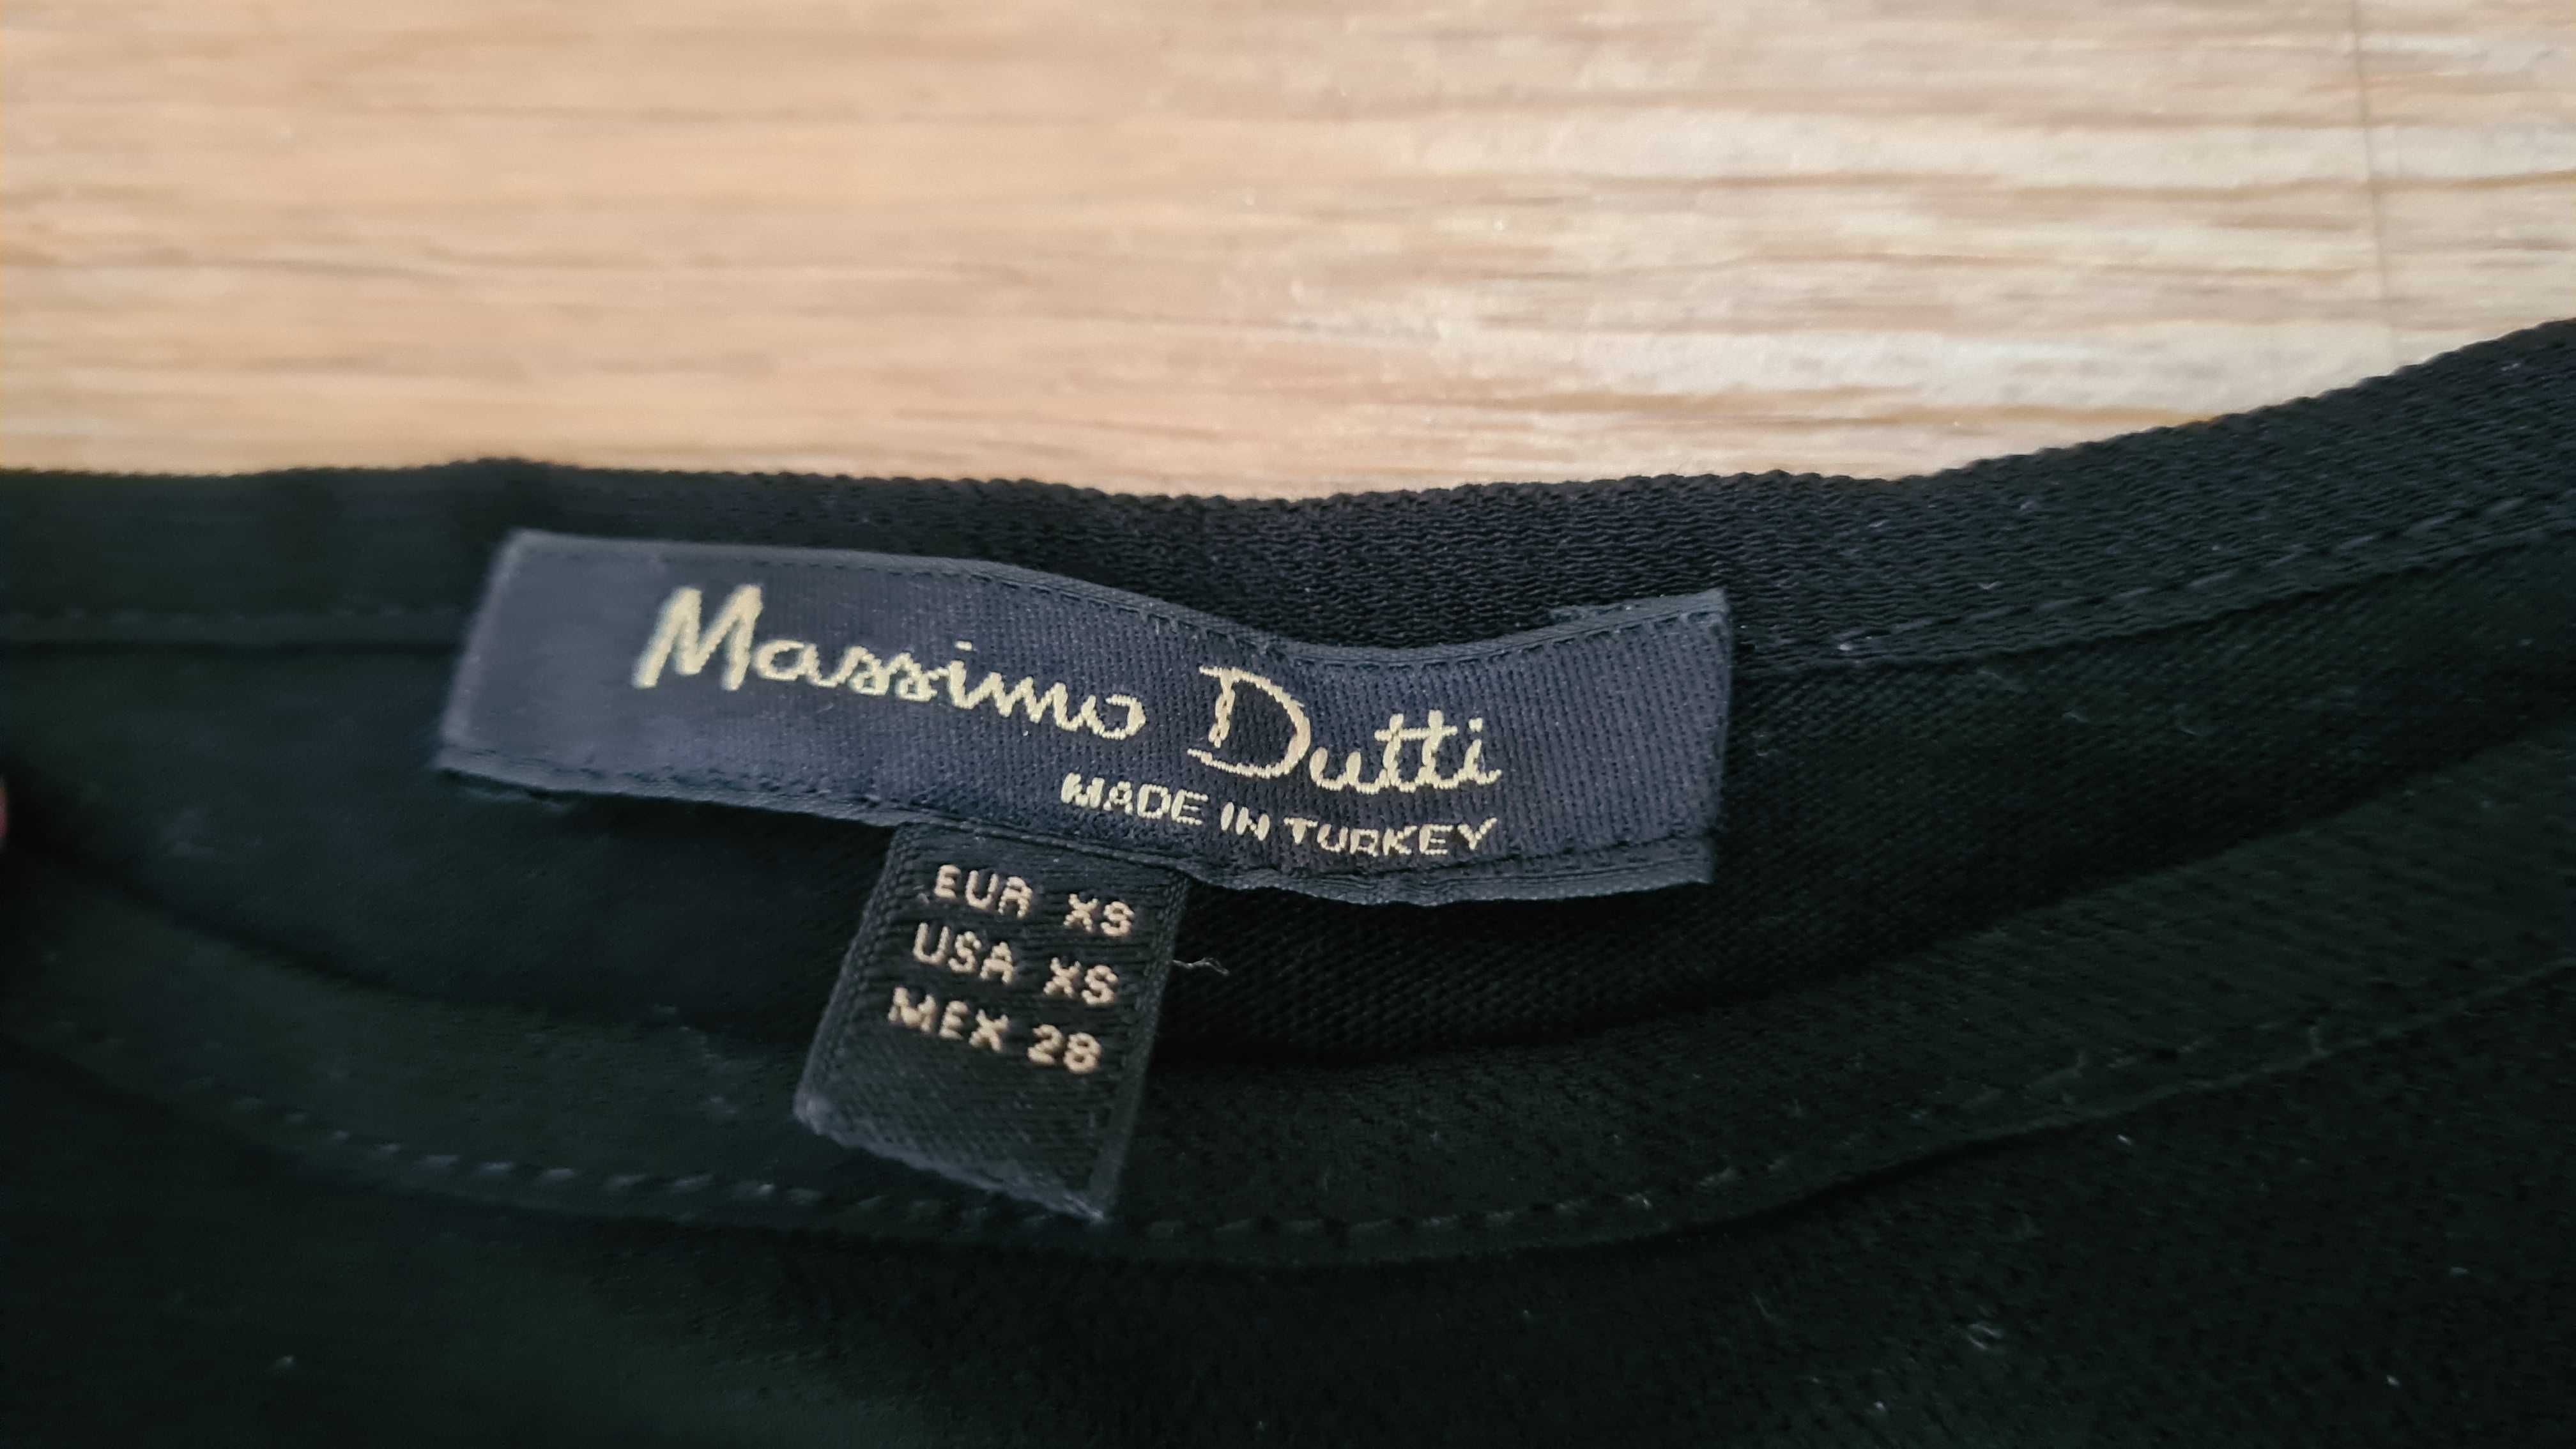 Massimo Dutti
MADE IN TURKEY
EUR XS
USA XS
MEX 28